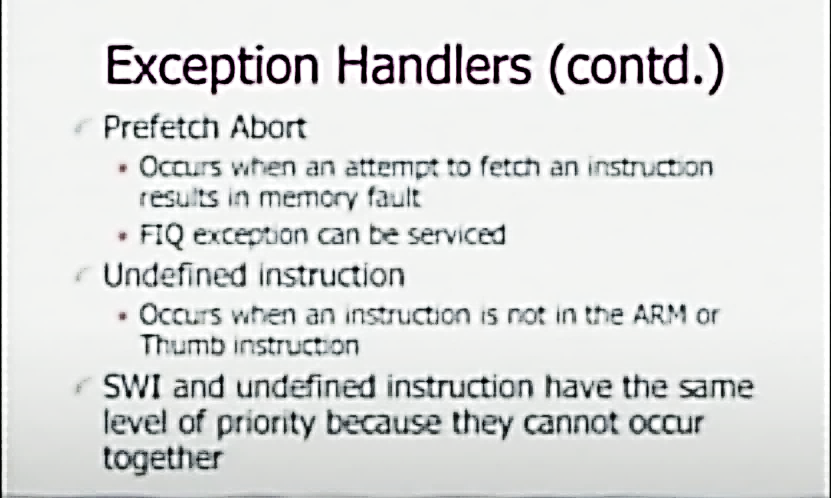 Exception Handlers (contd.)
Prefetch Abort
Occurs when an attempt to fetch an instruction
results in memory fault
FIQ exception can be serviced
Undefined instruction
Occurs when an instruction is not in the ARM or
Thumb instruction
SWI and undefined instruction have the same
level of priority because they cannot occur
together